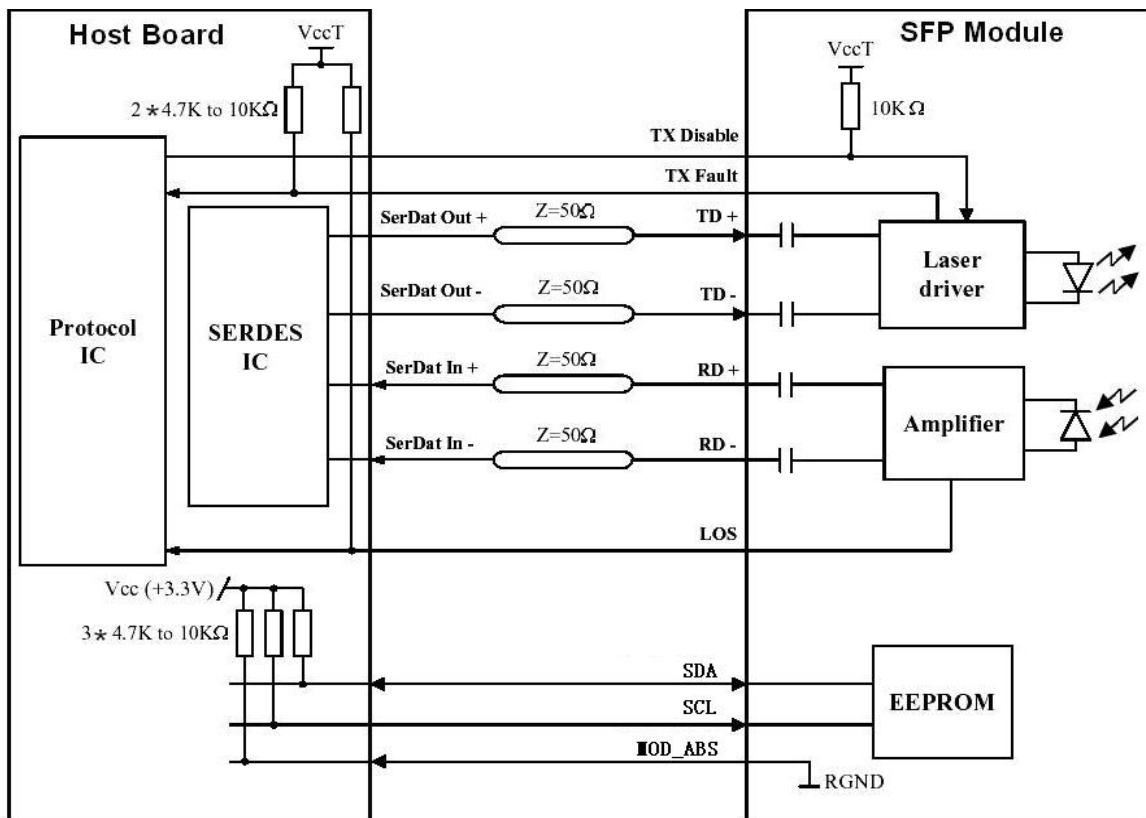 Host Board
SFP Module
VccT
VccT
2*4.7K to 10KΩ
10KΩ
TX Disable
TX Fault
SerDat Out +
Z=50Ω
TD +
SerDat Out -
Z=50Ω
TD -
Laser
driver
Protocol
IC
SERDES
IC
SerDat In +
Z=50Ω
RD +
SerDat In -
Z=50Ω
RD -
Amplifier
LOS
Vcc (+3.3V)
3*4.7K to 10KΩ
SDA
SCL
MOD_ABS
EEPROM
RGND